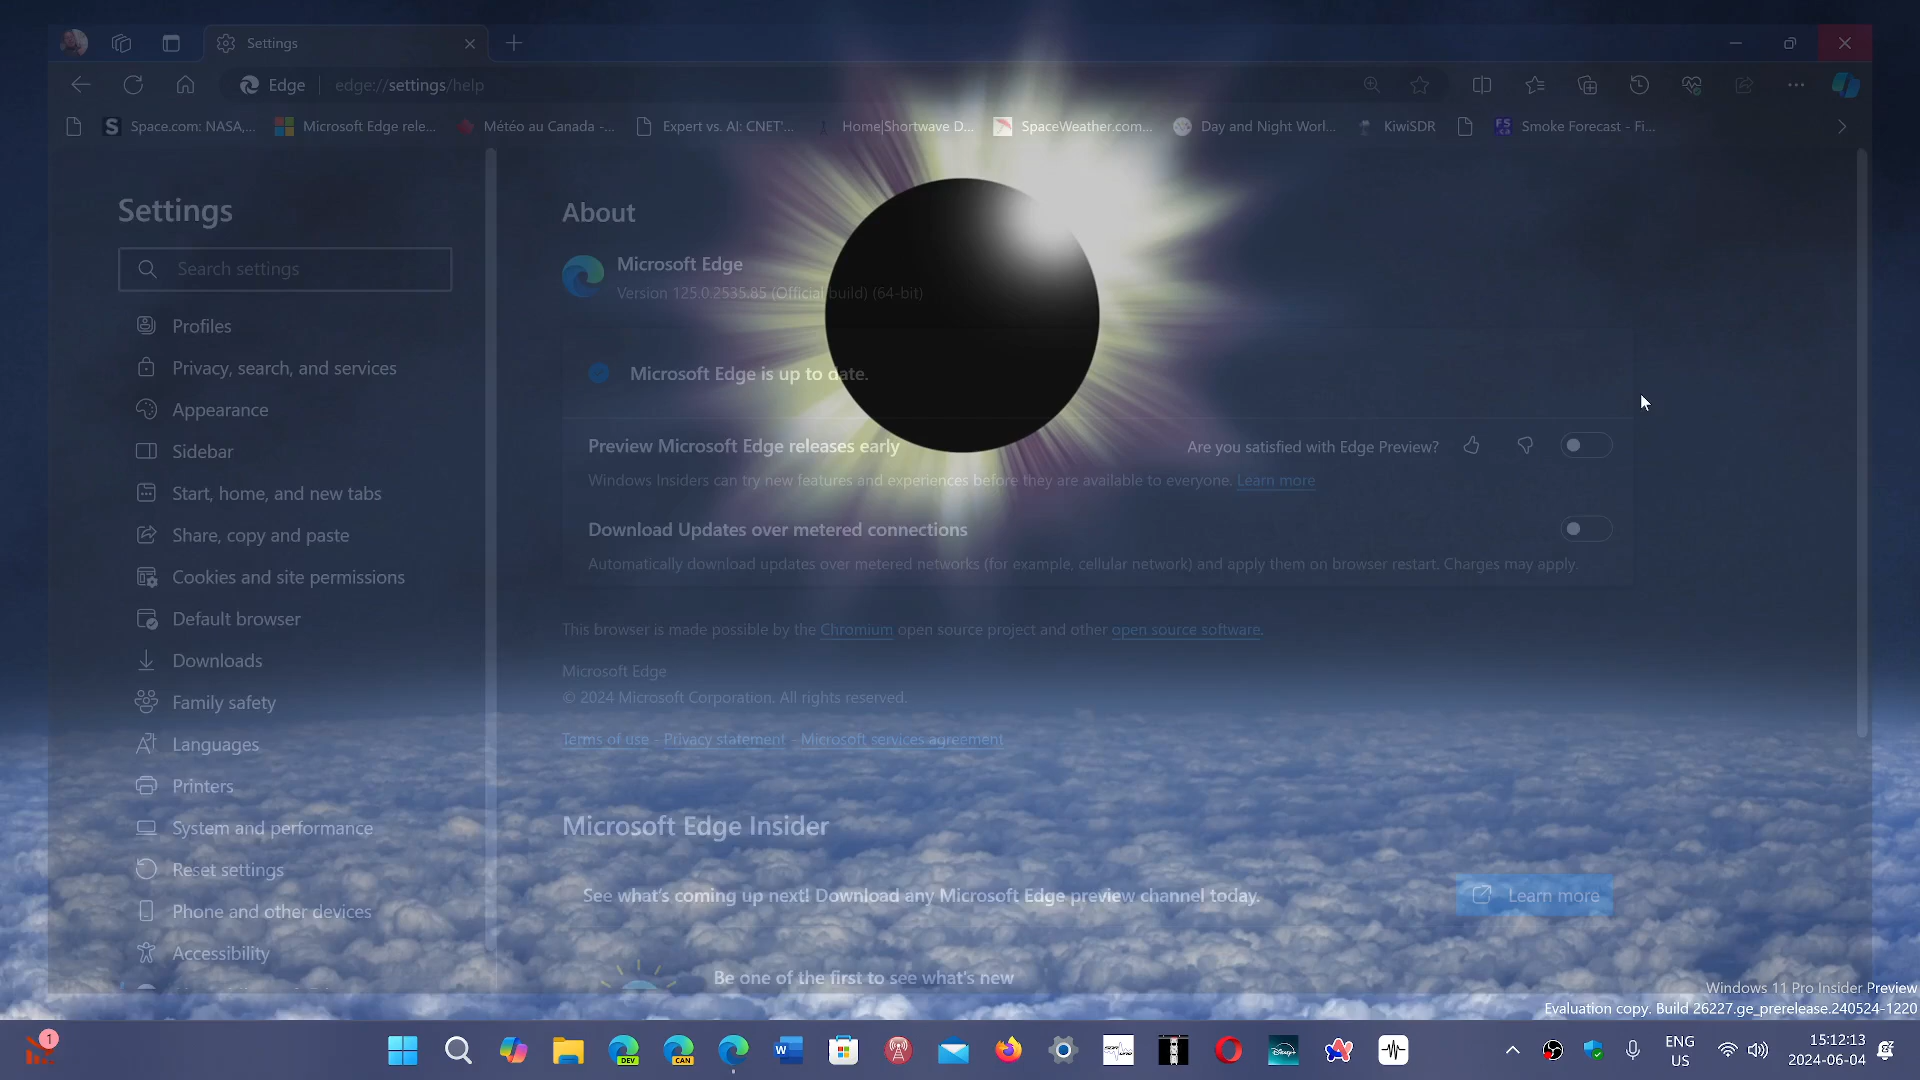 Settings
Edge
edge://settings/help
Space.com: NASA,...
Microsoft Edge rele...
Météo au Canada -...
Expert vs. AI: CNET'...
Home|Shortwave D...
SpaceWeather.com...
Day and Night Worl...
KiwiSDR
Smoke Forecast - Fi...
Settings
Search settings
Profiles
Privacy, search, and services
Appearance
Sidebar
Start, home, and new tabs
Share, copy and paste
Cookies and site permissions
Default browser
Downloads
Family safety
Languages
Printers
System and performance
Reset settings
Phone and other devices
Accessibility
About
Microsoft Edge
Version 125.0.2535.85 (Official build) (64-bit)
Microsoft Edge is up to date.
Preview Microsoft Edge releases early
Are you satisfied with Edge Preview?
Windows Insiders can try new features and experiences before they are available to everyone. Learn more
Download Updates over metered connections
Automatically download updates over metered networks (for example, cellular network) and apply them on browser restart. Charges may apply.
This browser is made possible by the Chromium open source project and other open source software.
Microsoft Edge
© 2024 Microsoft Corporation. All rights reserved.
Terms of use - Privacy statement - Microsoft services agreement
Microsoft Edge Insider
See what's coming up next! Download any Microsoft Edge preview channel today.
Learn more
Be one of the first to see what's new
Windows 11 Pro Insider Preview
Evaluation copy. Build 26227.ge_prerelease.240524-1220
1
DEV
CAN
W
Disney+
ENG
US
15:12:13
2024-06-04